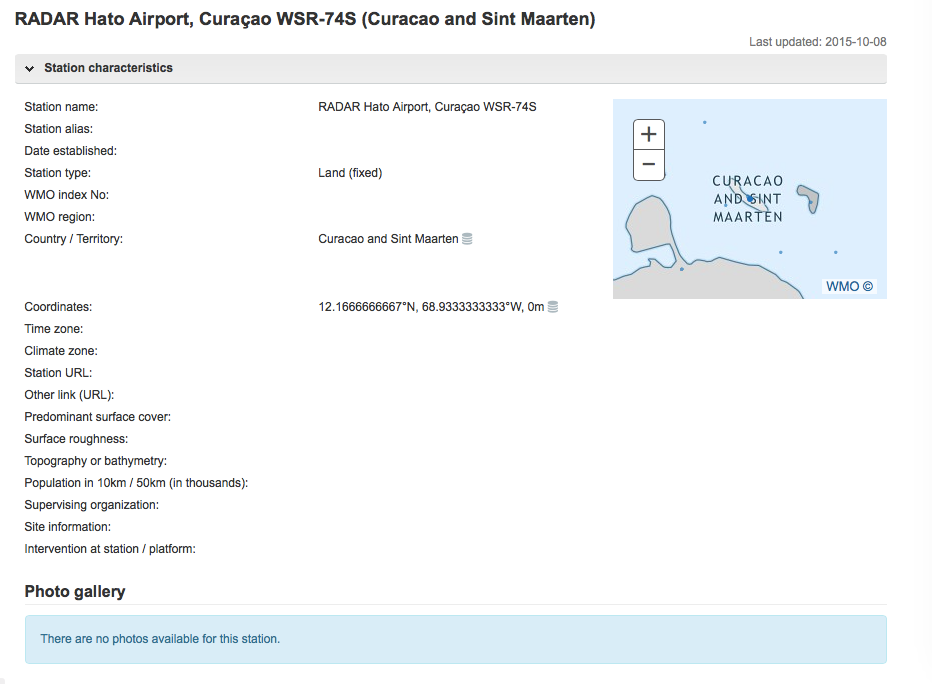 RADAR Hato Airport, Curaçao WSR-74S (Curacao and Sint Maarten)
Last updated: 2015-10-08
Station characteristics
Station name: RADAR Hato Airport, Curaçao WSR-74S
Station alias:
Date established:
Station type: Land (fixed)
WMO index No:
WMO region:
Country / Territory: Curacao and Sint Maarten
Coordinates: 12.1666666667°N, 68.9333333333°W, 0m
Time zone:
Climate zone:
Station URL:
Other link (URL):
Predominant surface cover:
Surface roughness:
Topography or bathymetry:
Population in 10km / 50km (in thousands):
Supervising organization:
Site information:
Intervention at station / platform:
+
−
CURACAO
AND SINT
MAARTEN
WMO ©
Photo gallery
There are no photos available for this station.